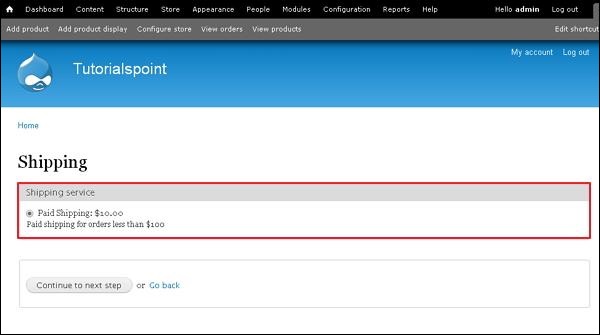 Dashboard Content Structure Store Appearance People Modules Configuration Reports Help Hello admin Log out
Add product Add product display Configure store View orders View products Edit shortcut
My account Log out
Tutorialspoint
Home
Shipping
Shipping service
Paid Shipping: $10.00
Paid shipping for orders less than $100
Continue to next step or Go back